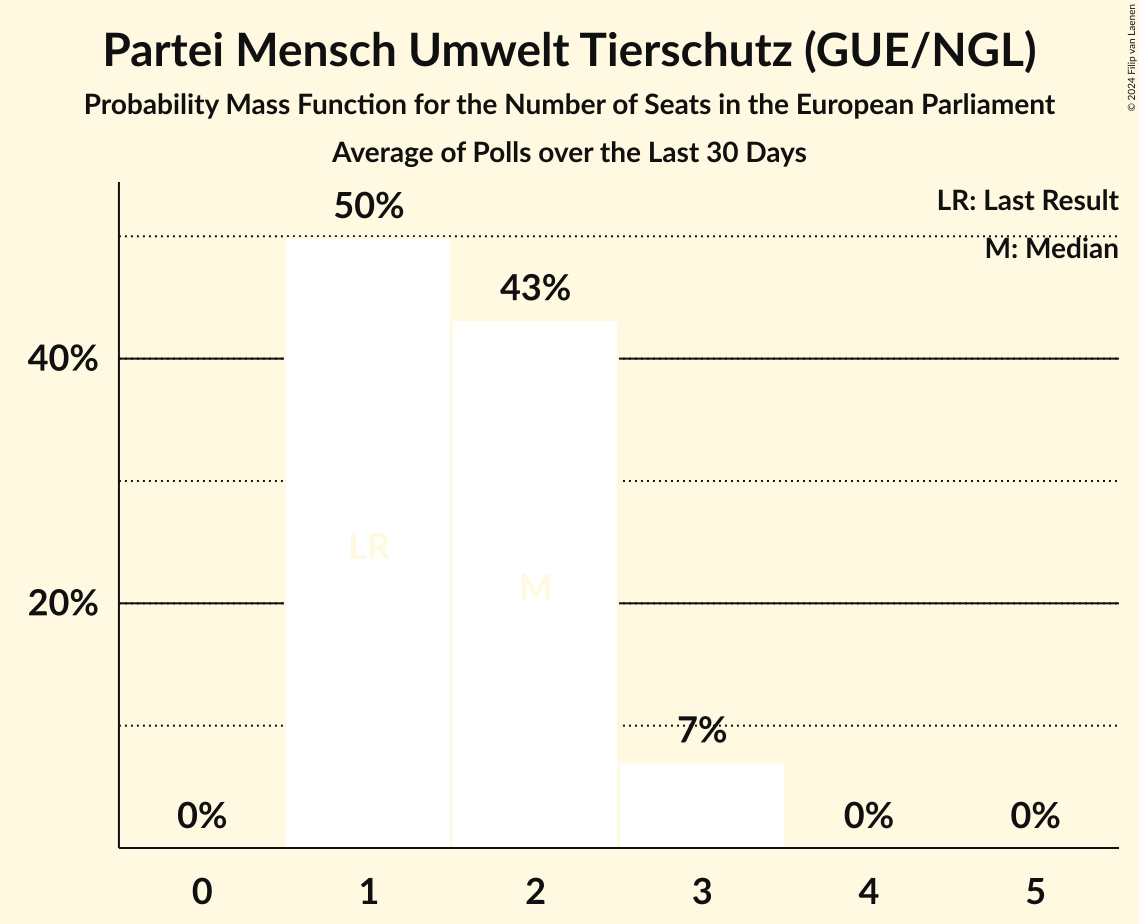 Partei Mensch Umwelt Tierschutz (GUE/NGL)
Probability Mass Function for the Number of Seats in the European Parliament
Average of Polls over the Last 30 Days
© 2024 Filip van Laenen
LR: Last Result
M: Median
50%
43%
40%
LR
M
20%
7%
0%
0%
0%
0
1
2
3
4
5